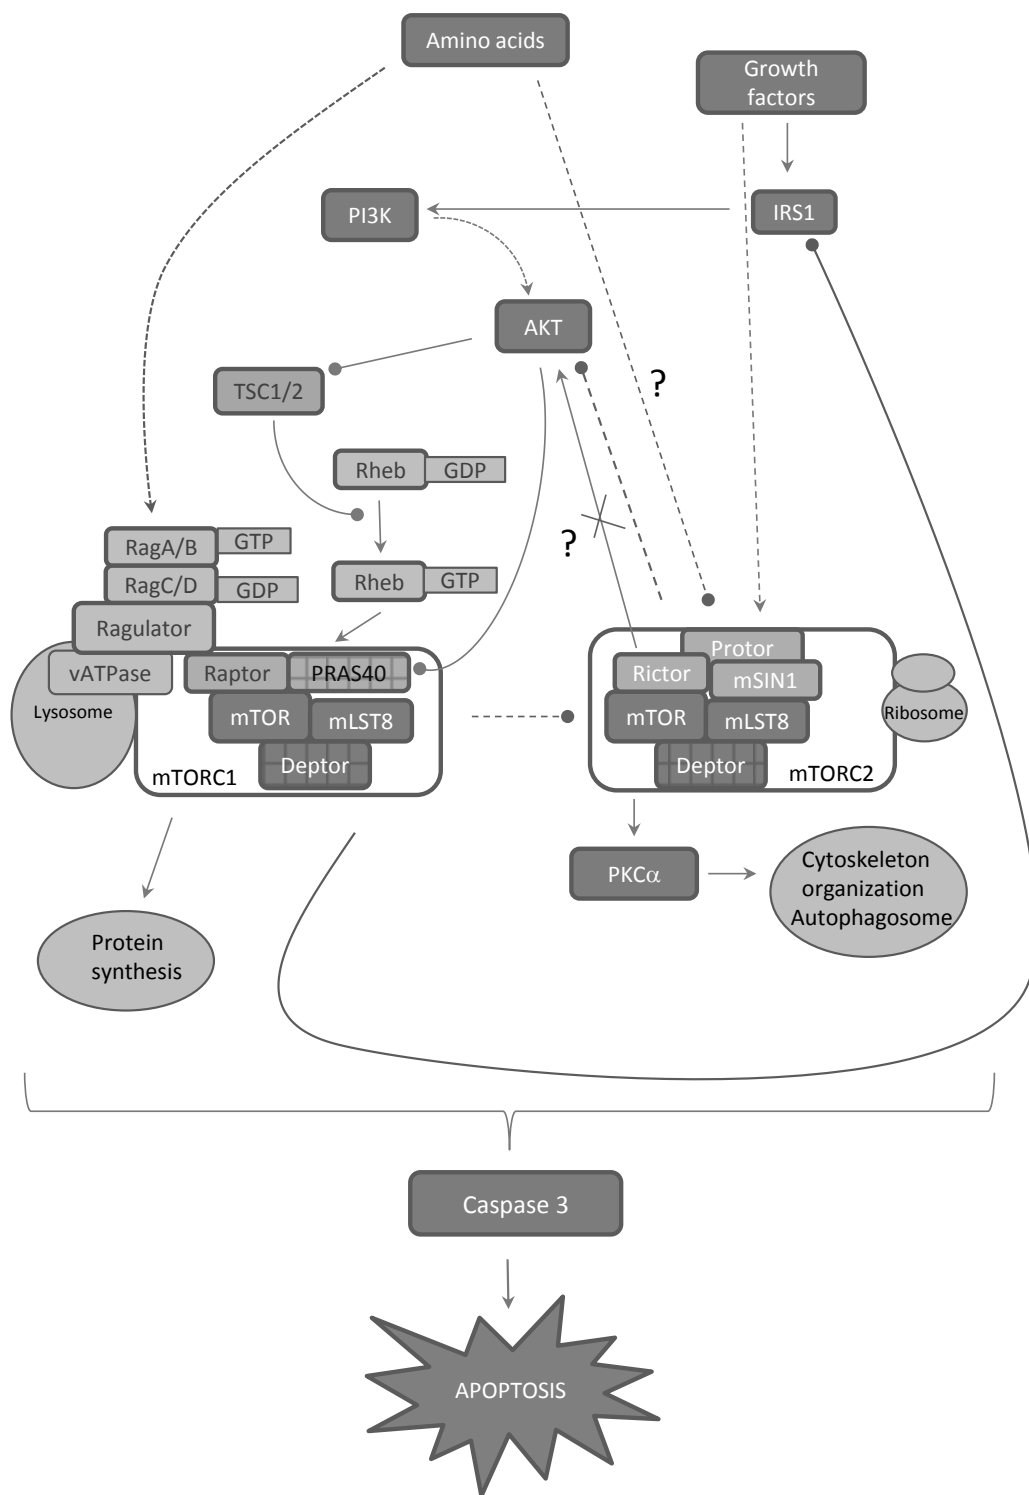 Amino acids
Growth
factors
PI3K
IRS1
AKT
?
TSC1/2
Rheb
GDP
?
RagA/B
GTP
RagC/D
GDP
Rheb
GTP
Ragulator
vATPase
Raptor
PRAS40
Lysosome
mTOR
mLST8
Deptor
mTORC1
Protor
Rictor
mSIN1
mTOR
mLST8
Deptor
mTORC2
Ribosome
PKCα
Cytoskeleton
organization
Autophagosome
Protein
synthesis
Caspase 3
APOPTOSIS